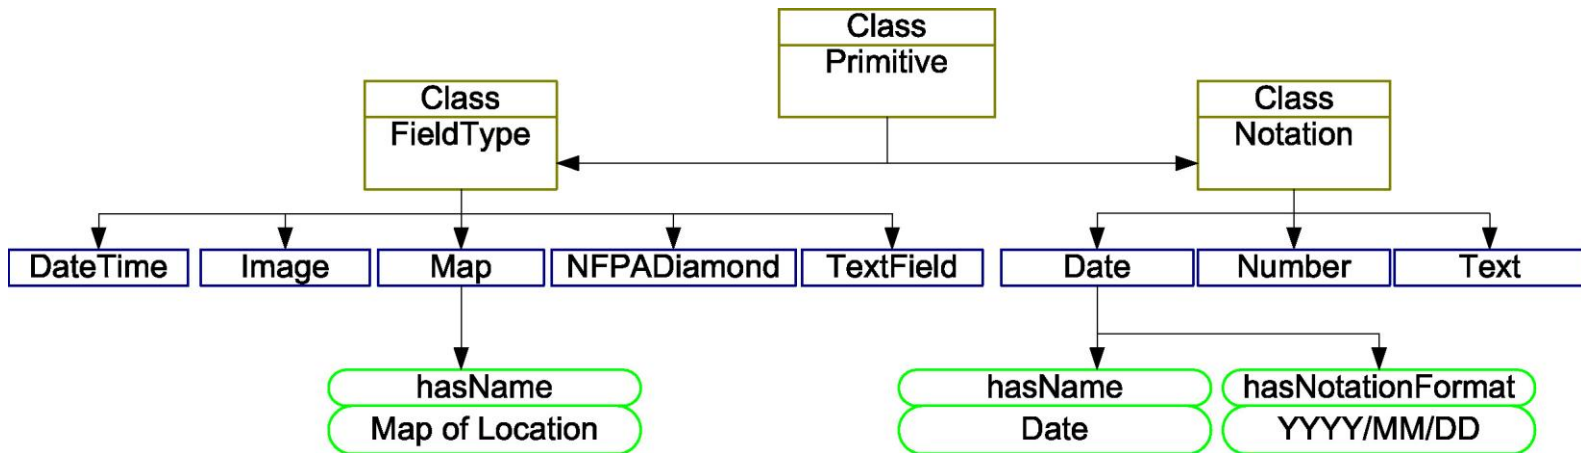 Class
Primitive
Class
FieldType
Class
Notation
DateTime
Image
Map
NFPADiamond
TextField
Date
Number
Text
hasName
Map of Location
hasName
Date
hasNotationFormat
YYYY/MM/DD